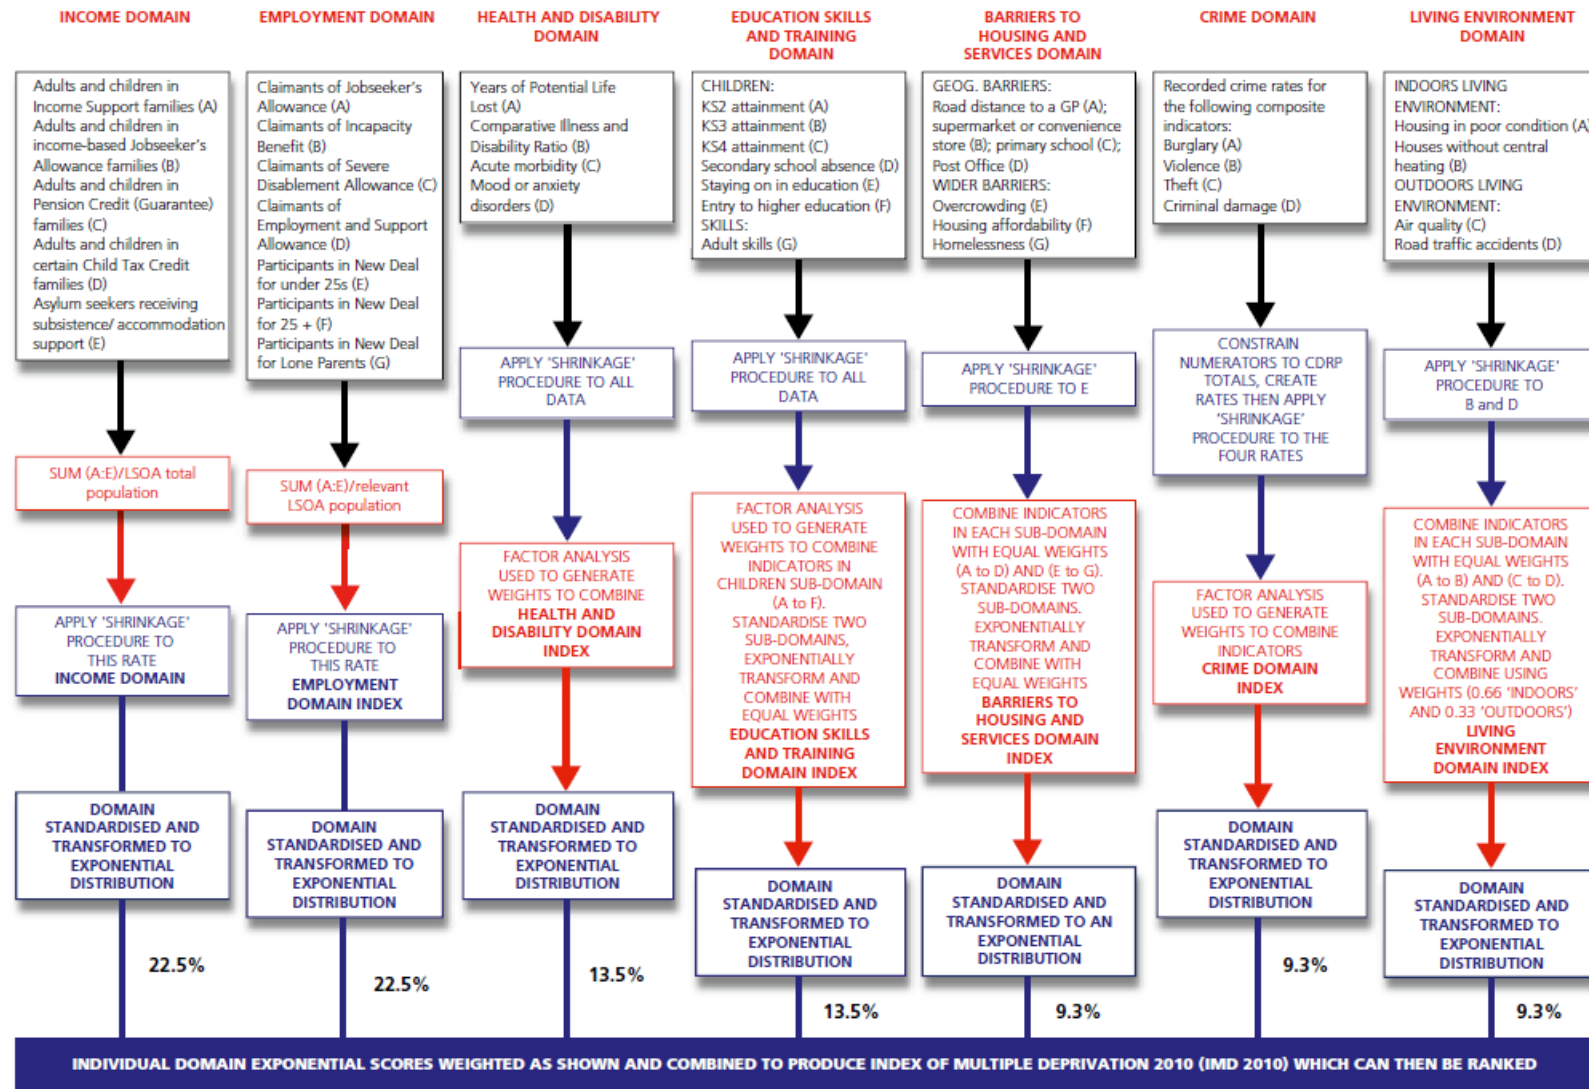 INCOME DOMAIN
Adults and children in
Income Support families (A)
Adults and children in
income-based Jobseeker's
Allowance families (B)
Adults and children in
Pension Credit (Guarantee)
families (C)
Adults and children in
certain Child Tax Credit
families (D)
Asylum seekers receiving
subsistence/ accommodation
support (E)
SUM (A:E)/LSOA total
population
APPLY 'SHRINKAGE'
PROCEDURE TO
THIS RATE
INCOME DOMAIN
DOMAIN
STANDARDISED AND
TRANSFORMED TO
EXPONENTIAL
DISTRIBUTION
22.5%
EMPLOYMENT DOMAIN
Claimants of Jobseeker's
Allowance (A)
Claimants of Incapacity
Benefit (B)
Claimants of Severe
Disablement Allowance (C)
Claimants of
Employment and Support
Allowance (D)
Participants in New Deal
for under 25s (E)
Participants in New Deal
for 25 + (F)
Participants in New Deal
for Lone Parents (G)
SUM (A:E)/relevant
LSOA population
APPLY 'SHRINKAGE'
PROCEDURE TO
THIS RATE
EMPLOYMENT
DOMAIN INDEX
DOMAIN
STANDARDISED AND
TRANSFORMED TO
EXPONENTIAL
DISTRIBUTION
22.5%
HEALTH AND DISABILITY
DOMAIN
Years of Potential Life
Lost (A)
Comparative Illness and
Disability Ratio (B)
Acute morbidity (C)
Mood or anxiety
disorders (D)
APPLY 'SHRINKAGE'
PROCEDURE TO ALL
DATA
FACTOR ANALYSIS
USED TO GENERATE
WEIGHTS TO COMBINE
HEALTH AND
DISABILITY DOMAIN
INDEX
DOMAIN
STANDARDISED AND
TRANSFORMED TO
EXPONENTIAL
DISTRIBUTION
13.5%
EDUCATION SKILLS
AND TRAINING
DOMAIN
CHILDREN:
KS2 attainment (A)
KS3 attainment (B)
KS4 attainment (C)
Secondary school absence (D)
Staying on in education (E)
Entry to higher education (F)
SKILLS:
Adult skills (G)
APPLY 'SHRINKAGE'
PROCEDURE TO ALL
DATA
FACTOR ANALYSIS
USED TO GENERATE
WEIGHTS TO COMBINE
INDICATORS IN
CHILDREN SUB-DOMAIN
(A to F).
STANDARDISE TWO
SUB-DOMAINS,
EXPONENTIALLY
TRANSFORM AND
COMBINE WITH
EQUAL WEIGHTS
EDUCATION SKILLS
AND TRAINING
DOMAIN INDEX
DOMAIN
STANDARDISED AND
TRANSFORMED TO
EXPONENTIAL
DISTRIBUTION
13.5%
BARRIERS TO
HOUSING AND
SERVICES DOMAIN
GEOG. BARRIERS:
Road distance to a GP (A);
supermarket or convenience
store (B); primary school (C);
Post Office (D)
WIDER BARRIERS:
Overcrowding (E)
Housing affordability (F)
Homelessness (G)
APPLY 'SHRINKAGE'
PROCEDURE TO E
COMBINE INDICATORS
IN EACH SUB-DOMAIN
WITH EQUAL WEIGHTS
(A to D) AND (E to G).
STANDARDISE TWO
SUB-DOMAINS.
EXPONENTIALLY
TRANSFORM AND
COMBINE WITH
EQUAL WEIGHTS
BARRIERS TO
HOUSING AND
SERVICES DOMAIN
INDEX
DOMAIN
STANDARDISED AND
TRANSFORMED TO AN
EXPONENTIAL
DISTRIBUTION
9.3%
CRIME DOMAIN
Recorded crime rates for
the following composite
indicators:
Burglary (A)
Violence (B)
Theft (C)
Criminal damage (D)
CONSTRAIN
NUMERATORS TO CDRP
TOTALS, CREATE
RATES THEN APPLY
'SHRINKAGE'
PROCEDURE TO THE
FOUR RATES
FACTOR ANALYSIS
USED TO GENERATE
WEIGHTS TO COMBINE
INDICATORS
CRIME DOMAIN
INDEX
DOMAIN
STANDARDISED AND
TRANSFORMED TO
EXPONENTIAL
DISTRIBUTION
9.3%
LIVING ENVIRONMENT
DOMAIN
INDOORS LIVING
ENVIRONMENT:
Housing in poor condition (A)
Houses without central
heating (B)
OUTDOORS LIVING
ENVIRONMENT:
Air quality (C)
Road traffic accidents (D)
APPLY 'SHRINKAGE'
PROCEDURE TO
B and D
COMBINE INDICATORS
IN EACH SUB-DOMAIN
WITH EQUAL WEIGHTS
(A to B) AND (C to D).
STANDARDISE TWO
SUB-DOMAINS.
EXPONENTIALLY
TRANSFORM AND
COMBINE USING
WEIGHTS (0.66 'INDOORS'
AND 0.33 'OUTDOORS')
LIVING
ENVIRONMENT
DOMAIN INDEX
DOMAIN
STANDARDISED AND
TRANSFORMED TO
EXPONENTIAL
DISTRIBUTION
9.3%
INDIVIDUAL DOMAIN EXPONENTIAL SCORES WEIGHTED AS SHOWN AND COMBINED TO PRODUCE INDEX OF MULTIPLE DEPRIVATION 2010 (IMD 2010) WHICH CAN THEN BE RANKED